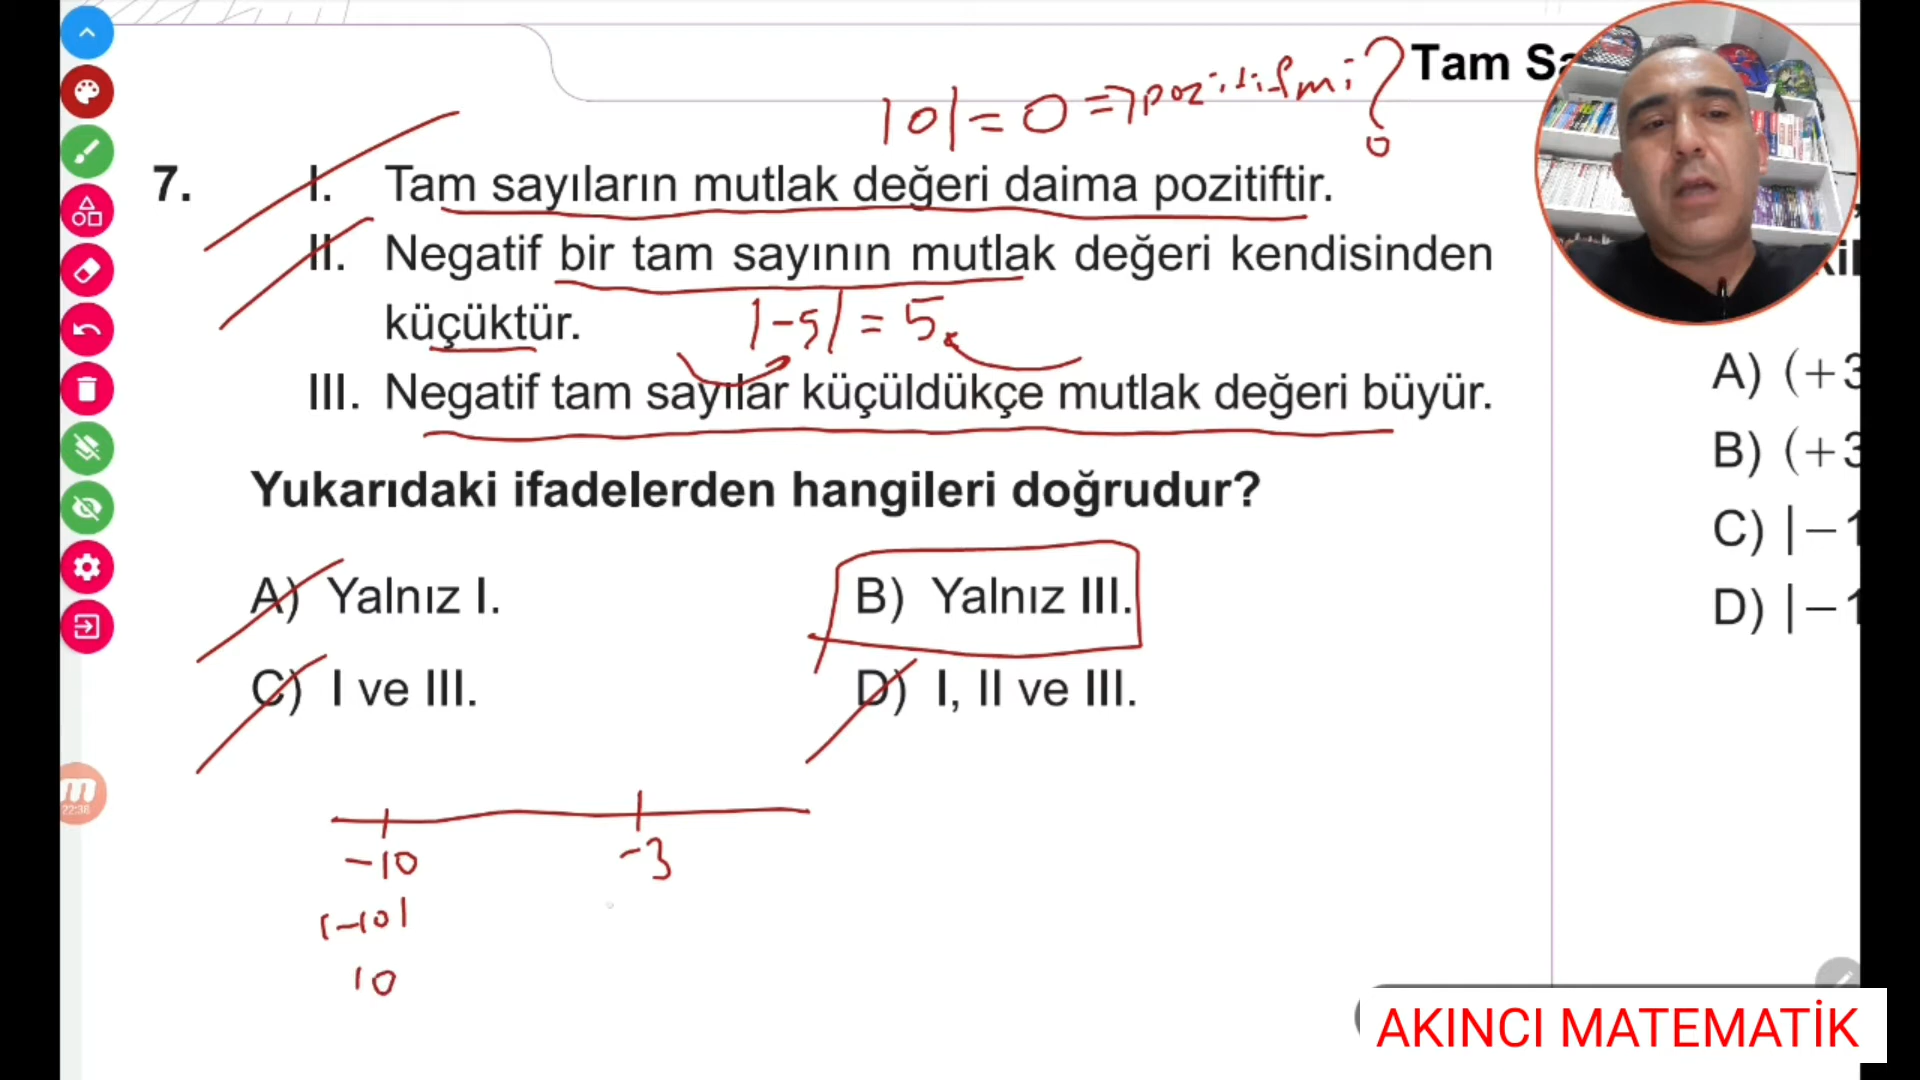 Tam Sa
|0| = 0 => pozitif mi ?
7. I. Tam sayıların mutlak değeri daima pozitiftir.
II. Negatif bir tam sayının mutlak değeri kendisinden
küçüktür.
|-5| = 5
III. Negatif tam sayılar küçüldükçe mutlak değeri büyür.
Yukarıdaki ifadelerden hangileri doğrudur?
A) Yalnız I.
B) Yalnız III.
C) I ve III.
D) I, II ve III.
-10
-3
|-10|
10
22:38
A) (+3
B) (+3
C) |−1
D) |−1
AKINCI MATEMATİK